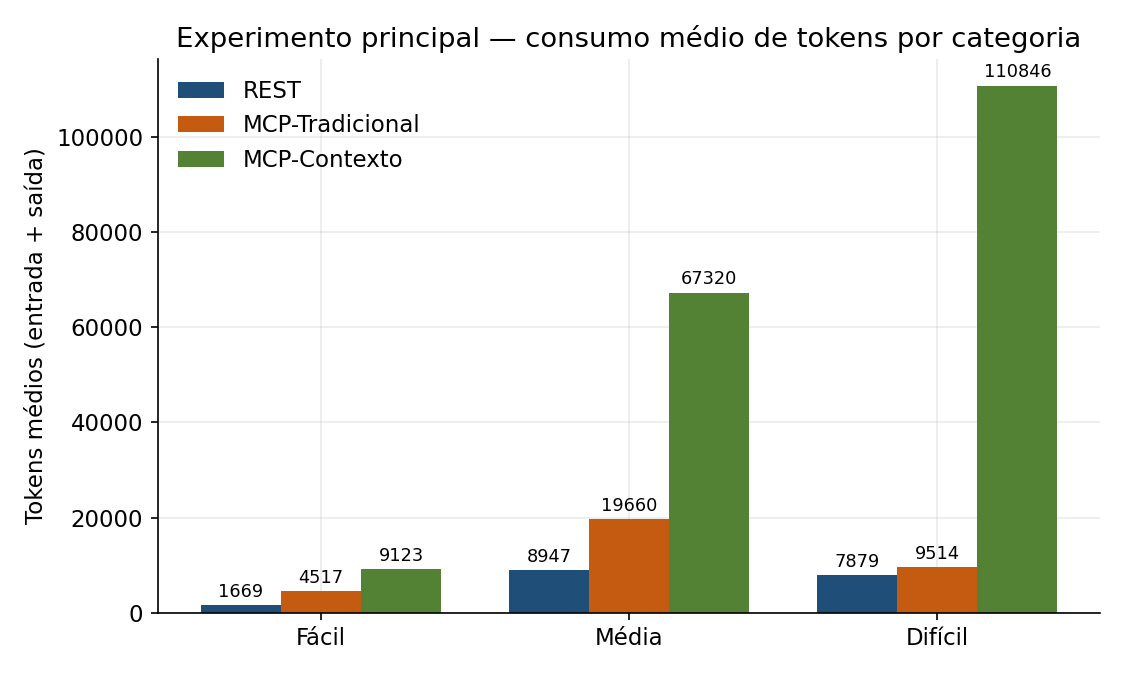 Experimento principal — consumo médio de tokens por categoria
REST
MCP-Tradicional
MCP-Contexto
Tokens médios (entrada + saída)
100000
80000
60000
40000
20000
0
1669
4517
9123
8947
19660
67320
7879
9514
110846
Fácil
Média
Difícil